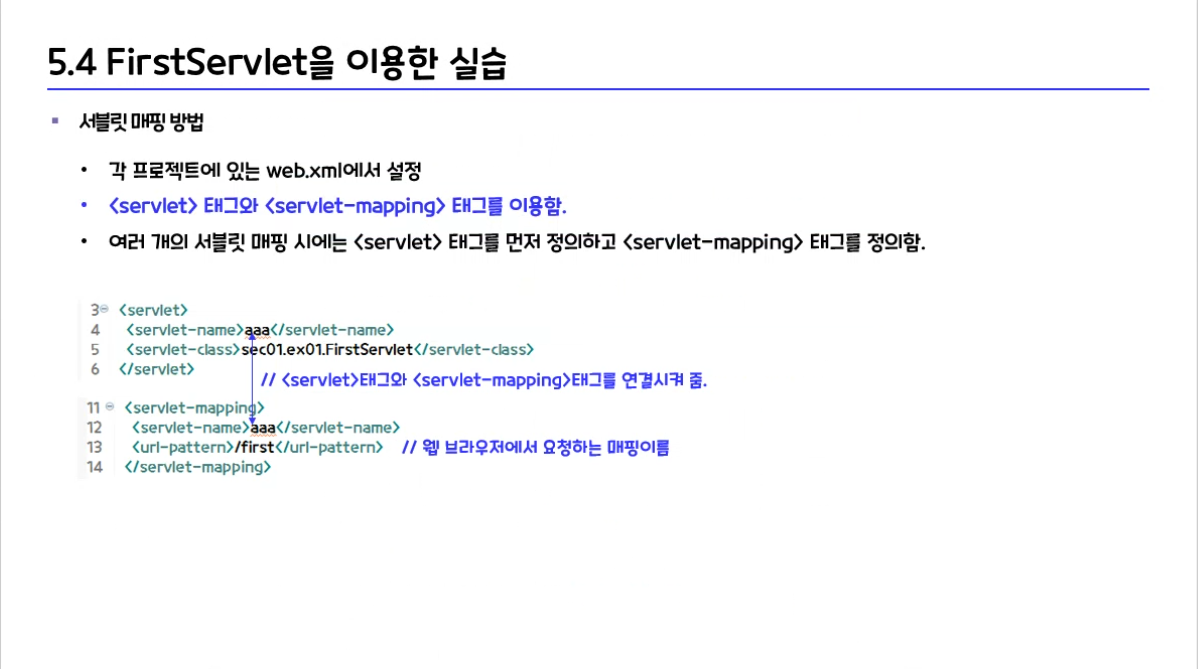 5.4 FirstServlet을 이용한 실습
▪ 서블릿 매핑 방법
• 각 프로젝트에 있는 web.xml에서 설정
• <servlet> 태그와 <servlet-mapping> 태그를 이용함.
• 여러 개의 서블릿 매핑 시에는 <servlet> 태그를 먼저 정의하고 <servlet-mapping> 태그를 정의함.
3 <servlet>
4 <servlet-name>aaa</servlet-name>
5 <servlet-class>sec01.ex01.FirstServlet</servlet-class>
6 </servlet>
// <servlet>태그와 <servlet-mapping>태그를 연결시켜 줌.
11 <servlet-mapping>
12 <servlet-name>aaa</servlet-name>
13 <url-pattern>/first</url-pattern> // 웹 브라우저에서 요청하는 매핑이름
14 </servlet-mapping>